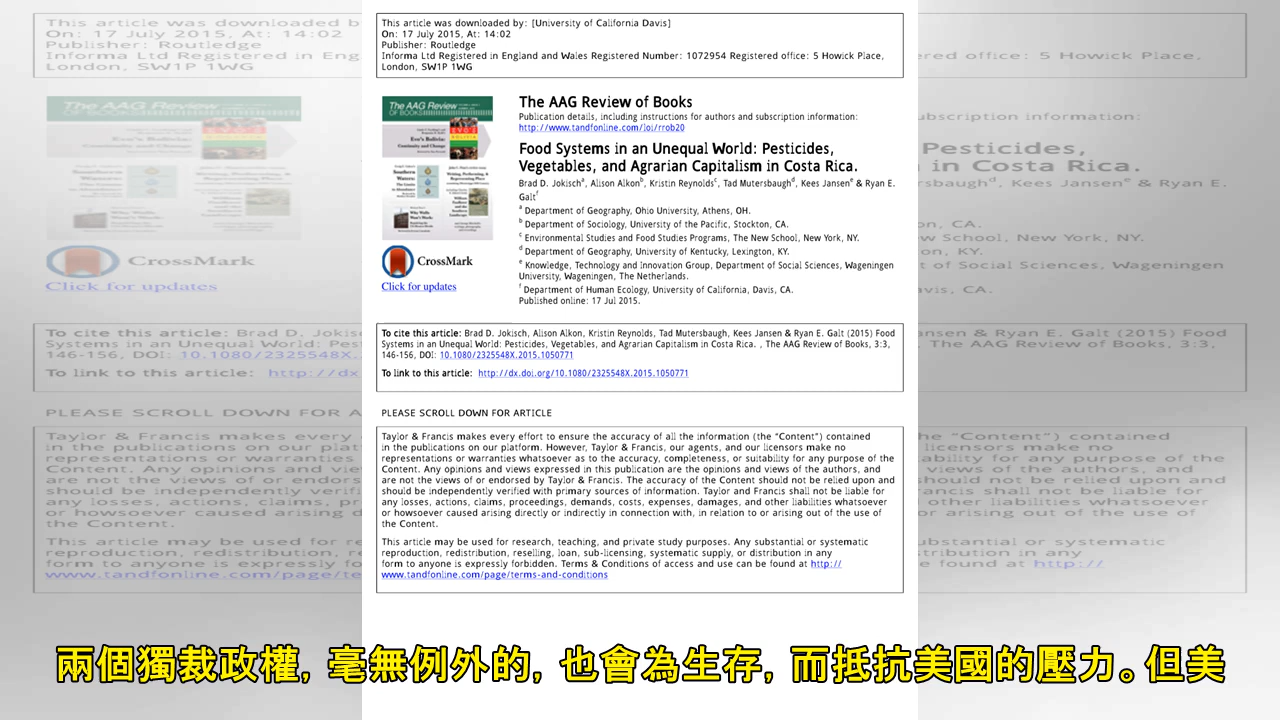 This article was downloaded by: [University of California Davis]
On: 17 July 2015, At: 14:02
Publisher: Routledge
Informa Ltd Registered in England and Wales Registered Number: 1072954 Registered office: 5 Howick Place,
London, SW1P 1WG
The AAG Review of Books
Publication details, including instructions for authors and subscription information:
http://www.tandfonline.com/loi/rrob20
Food Systems in an Unequal World: Pesticides,
Vegetables, and Agrarian Capitalism in Costa Rica.
Brad D. Jokisch^a, Alison Alkon^b, Kristin Reynolds^c, Tad Mutersbaugh^d, Kees Jansen^e & Ryan E.
Galt^f
^a Department of Geography, Ohio University, Athens, OH.
^b Department of Sociology, University of the Pacific, Stockton, CA.
^c Environmental Studies and Food Studies Programs, The New School, New York, NY.
^d Department of Geography, University of Kentucky, Lexington, KY.
^e Knowledge, Technology and Innovation Group, Department of Social Sciences, Wageningen
University, Wageningen, The Netherlands.
^f Department of Human Ecology, University of California, Davis, CA.
Published online: 17 Jul 2015.
The AAG Review
OF BOOKS
CrossMark
Click for updates
To cite this article: Brad D. Jokisch, Alison Alkon, Kristin Reynolds, Tad Mutersbaugh, Kees Jansen & Ryan E. Galt (2015) Food
Systems in an Unequal World: Pesticides, Vegetables, and Agrarian Capitalism in Costa Rica. , The AAG Review of Books, 3:3,
146-156, DOI: 10.1080/2325548X.2015.1050771
To link to this article: http://dx.doi.org/10.1080/2325548X.2015.1050771
PLEASE SCROLL DOWN FOR ARTICLE
Taylor & Francis makes every effort to ensure the accuracy of all the information (the “Content”) contained
in the publications on our platform. However, Taylor & Francis, our agents, and our licensors make no
representations or warranties whatsoever as to the accuracy, completeness, or suitability for any purpose of the
Content. Any opinions and views expressed in this publication are the opinions and views of the authors, and
are not the views of or endorsed by Taylor & Francis. The accuracy of the Content should not be relied upon and
should be independently verified with primary sources of information. Taylor and Francis shall not be liable for
any losses, actions, claims, proceedings, demands, costs, expenses, damages, and other liabilities whatsoever
or howsoever caused arising directly or indirectly in connection with, in relation to or arising out of the use of
the Content.
This article may be used for research, teaching, and private study purposes. Any substantial or systematic
reproduction, redistribution, reselling, loan, sub-licensing, systematic supply, or distribution in any
form to anyone is expressly forbidden. Terms & Conditions of access and use can be found at http://
www.tandfonline.com/page/terms-and-conditions
兩個獨裁政權, 毫無例外的, 也會為生存, 而抵抗美國的壓力。但美